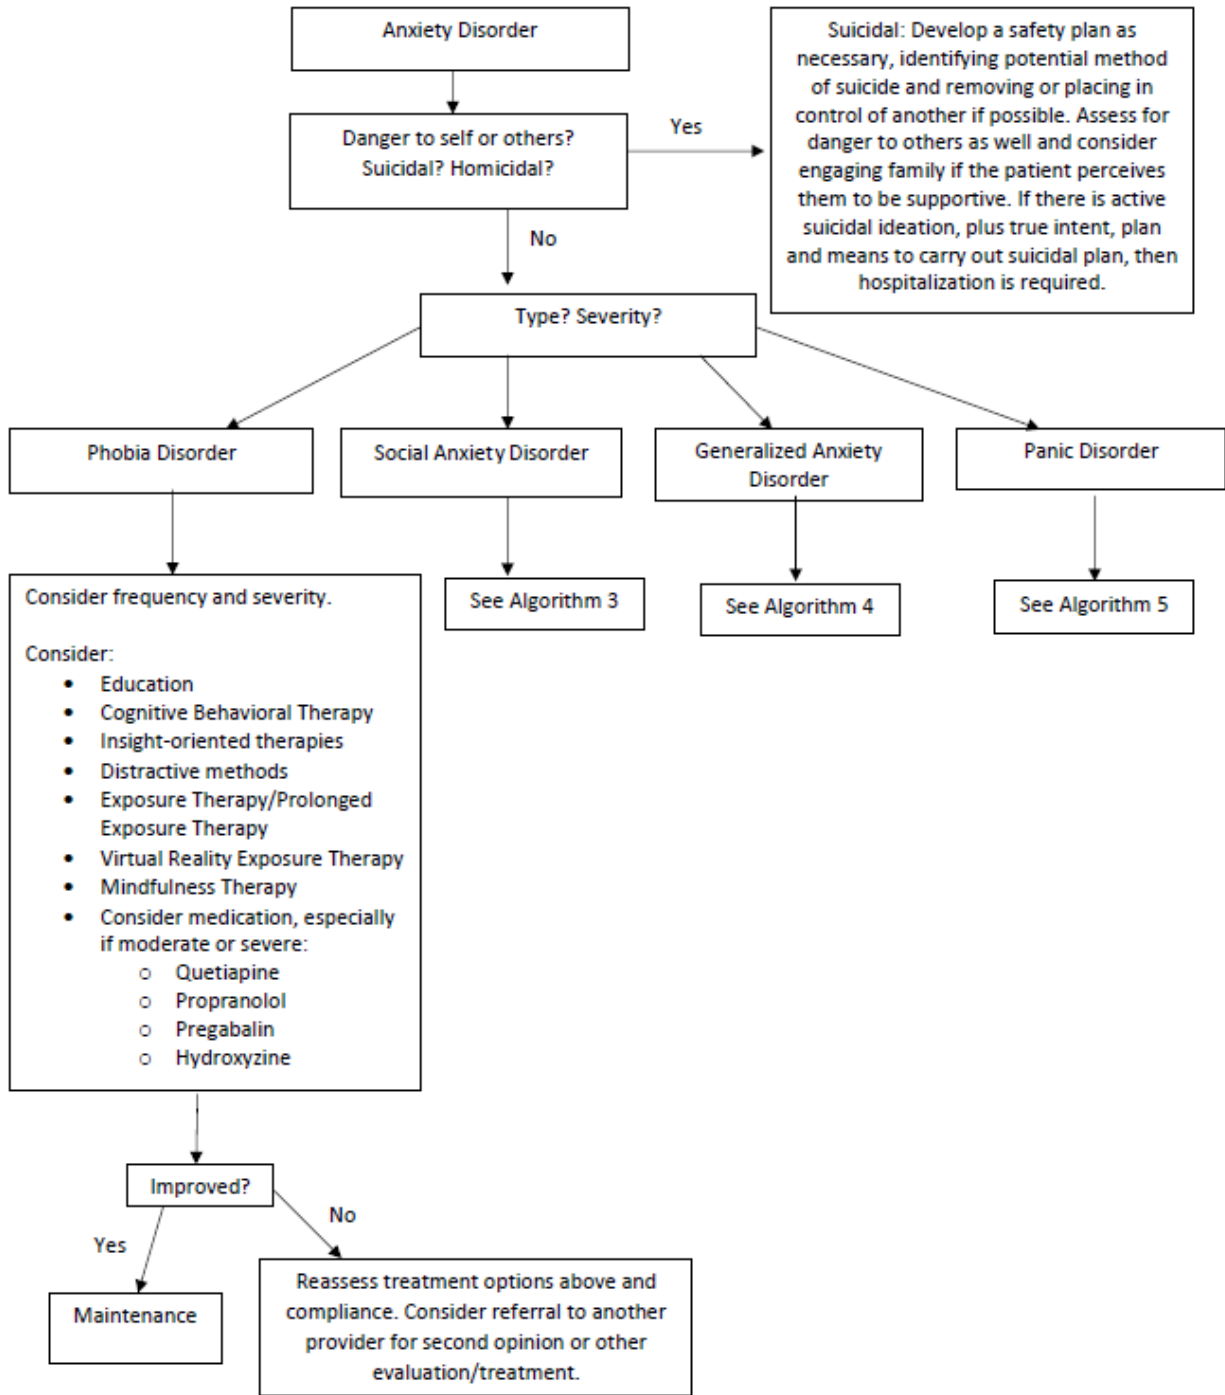 Anxiety Disorder
Suicidal: Develop a safety plan as
necessary, identifying potential method
of suicide and removing or placing in
control of another if possible. Assess for
danger to others as well and consider
engaging family if the patient perceives
them to be supportive. If there is active
suicidal ideation, plus true intent, plan
and means to carry out suicidal plan, then
hospitalization is required.
Danger to self or others?
Suicidal? Homicidal?
Yes
No
Type? Severity?
Phobia Disorder
Social Anxiety Disorder
Generalized Anxiety
Disorder
Panic Disorder
Consider frequency and severity.
Consider:
• Education
• Cognitive Behavioral Therapy
• Insight-oriented therapies
• Distractive methods
• Exposure Therapy/Prolonged
Exposure Therapy
• Virtual Reality Exposure Therapy
• Mindfulness Therapy
• Consider medication, especially
if moderate or severe:
o Quetiapine
o Propranolol
o Pregabalin
o Hydroxyzine
See Algorithm 3
See Algorithm 4
See Algorithm 5
Improved?
Yes
No
Maintenance
Reassess treatment options above and
compliance. Consider referral to another
provider for second opinion or other
evaluation/treatment.